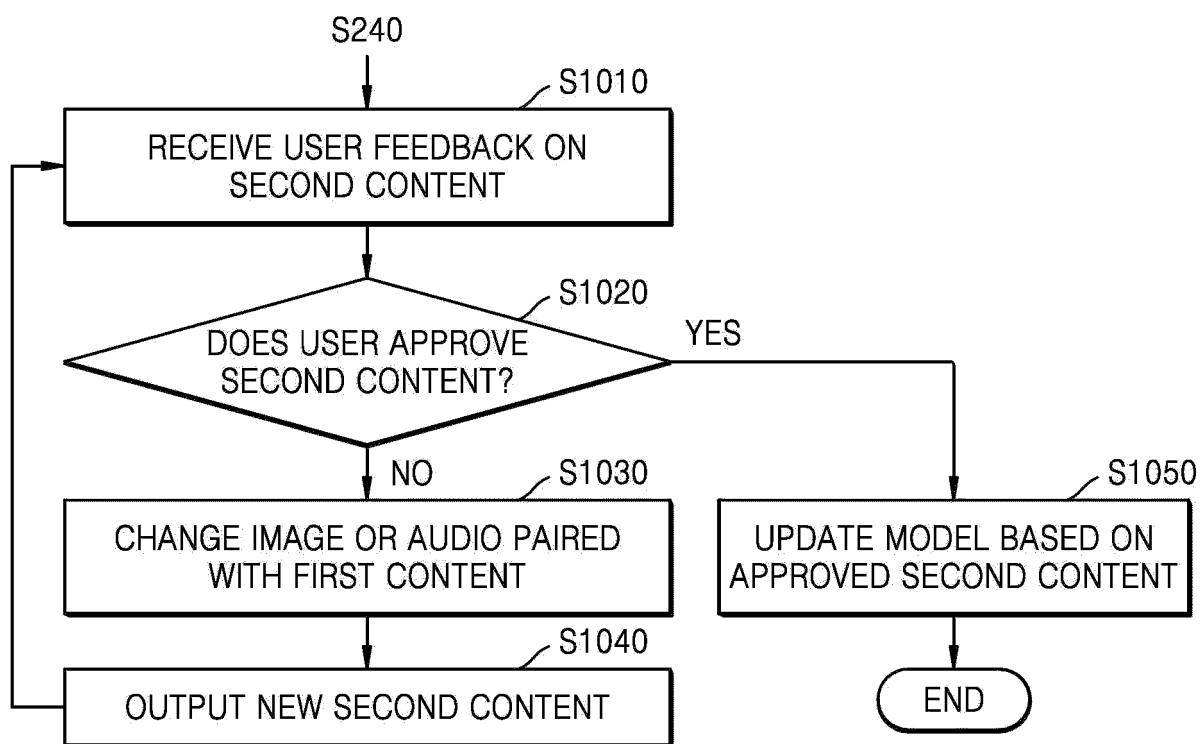 S240
S1010
RECEIVE USER FEEDBACK ON
SECOND CONTENT
S1020
DOES USER APPROVE
SECOND CONTENT?
YES
NO
S1030
CHANGE IMAGE OR AUDIO PAIRED
WITH FIRST CONTENT
S1050
UPDATE MODEL BASED ON
APPROVED SECOND CONTENT
S1040
OUTPUT NEW SECOND CONTENT
END